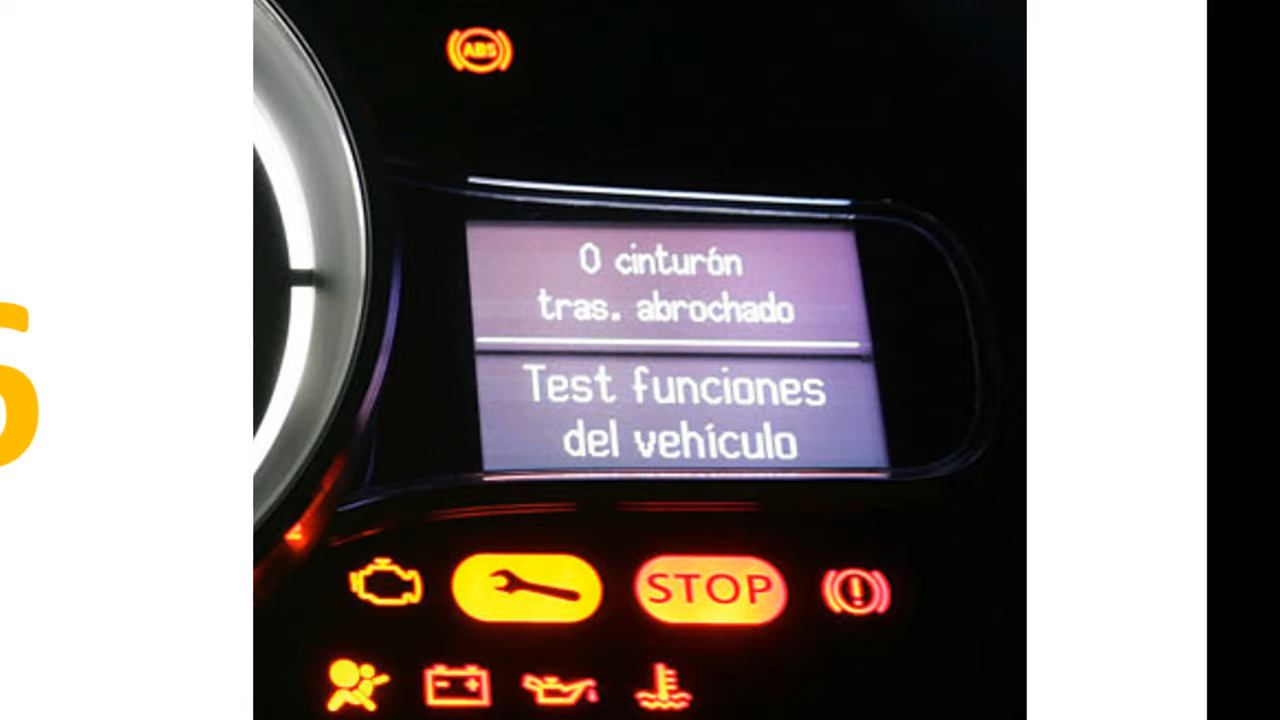 ABS
0 cinturón
tras. abrochado
Test funciones
del vehículo
STOP